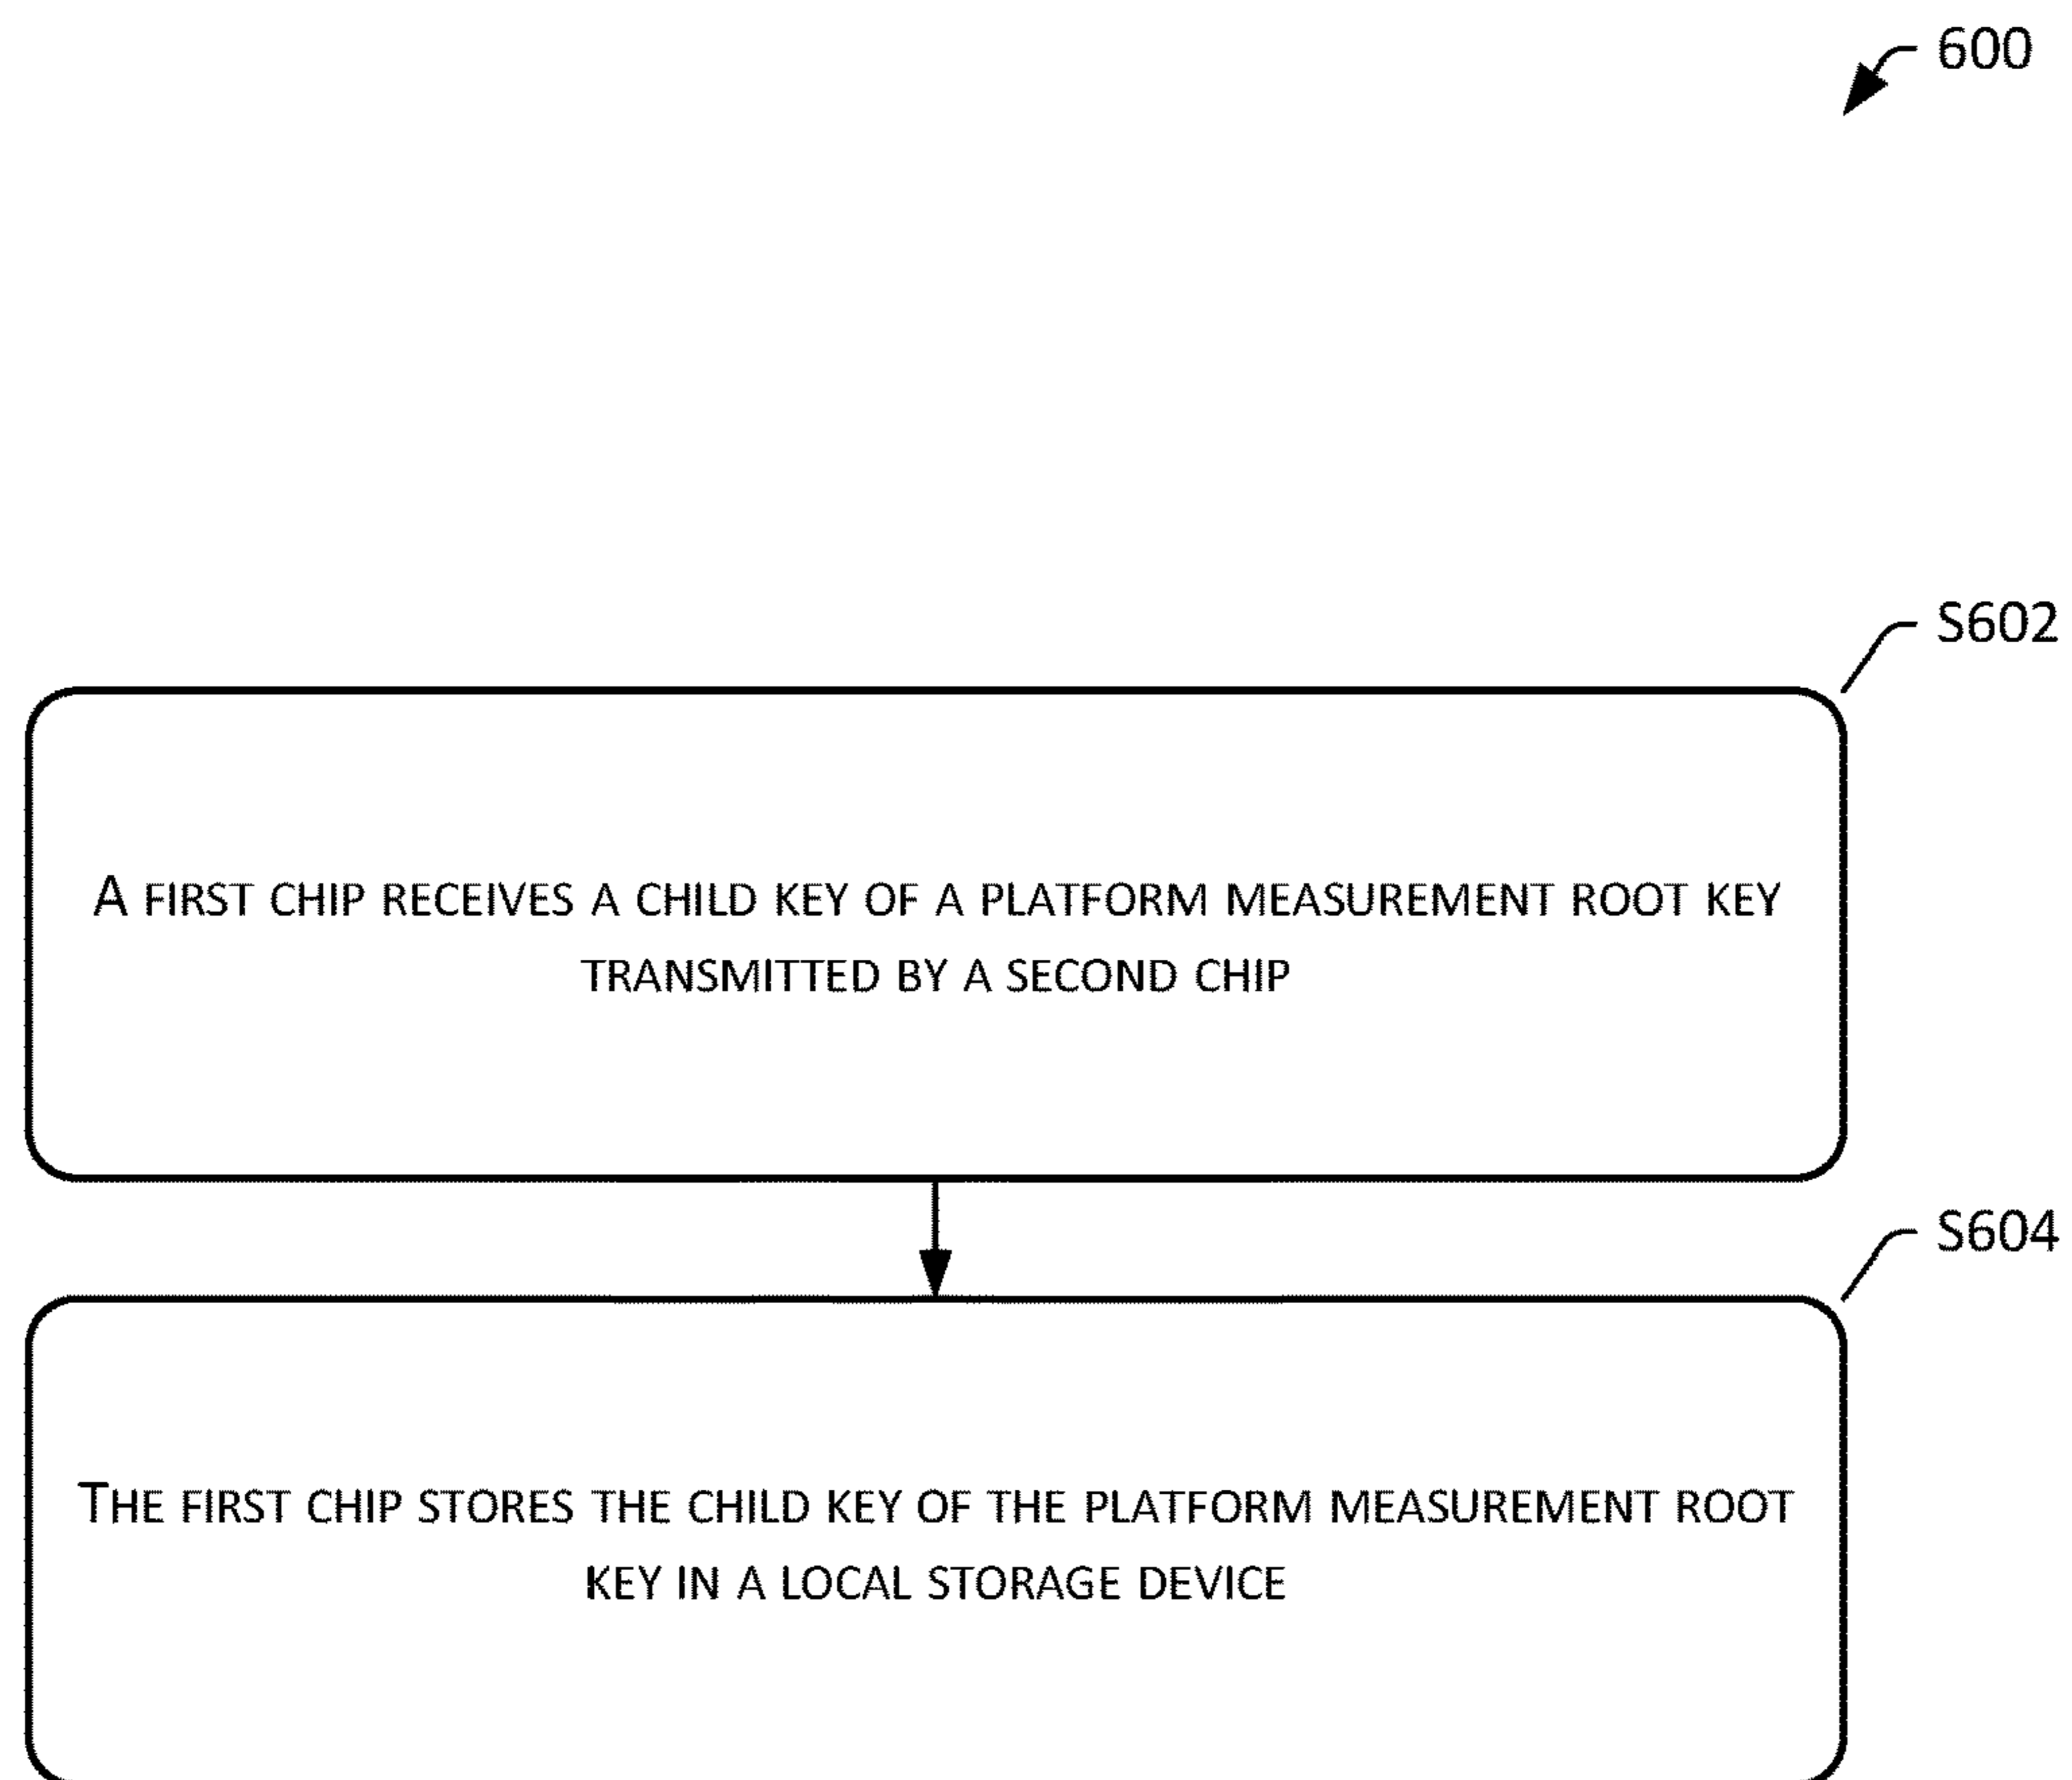 600
S602
A FIRST CHIP RECEIVES A CHILD KEY OF A PLATFORM MEASUREMENT ROOT KEY
TRANSMITTED BY A SECOND CHIP
S604
THE FIRST CHIP STORES THE CHILD KEY OF THE PLATFORM MEASUREMENT ROOT
KEY IN A LOCAL STORAGE DEVICE